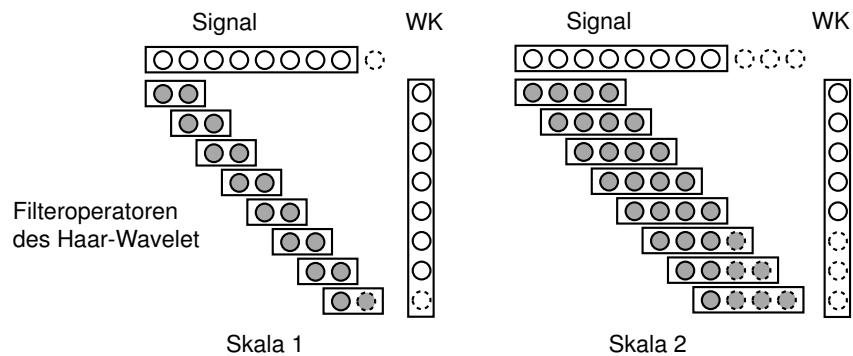 Signal
WK
Signal
WK
Filteroperatoren
des Haar-Wavelet
Skala 1
Skala 2